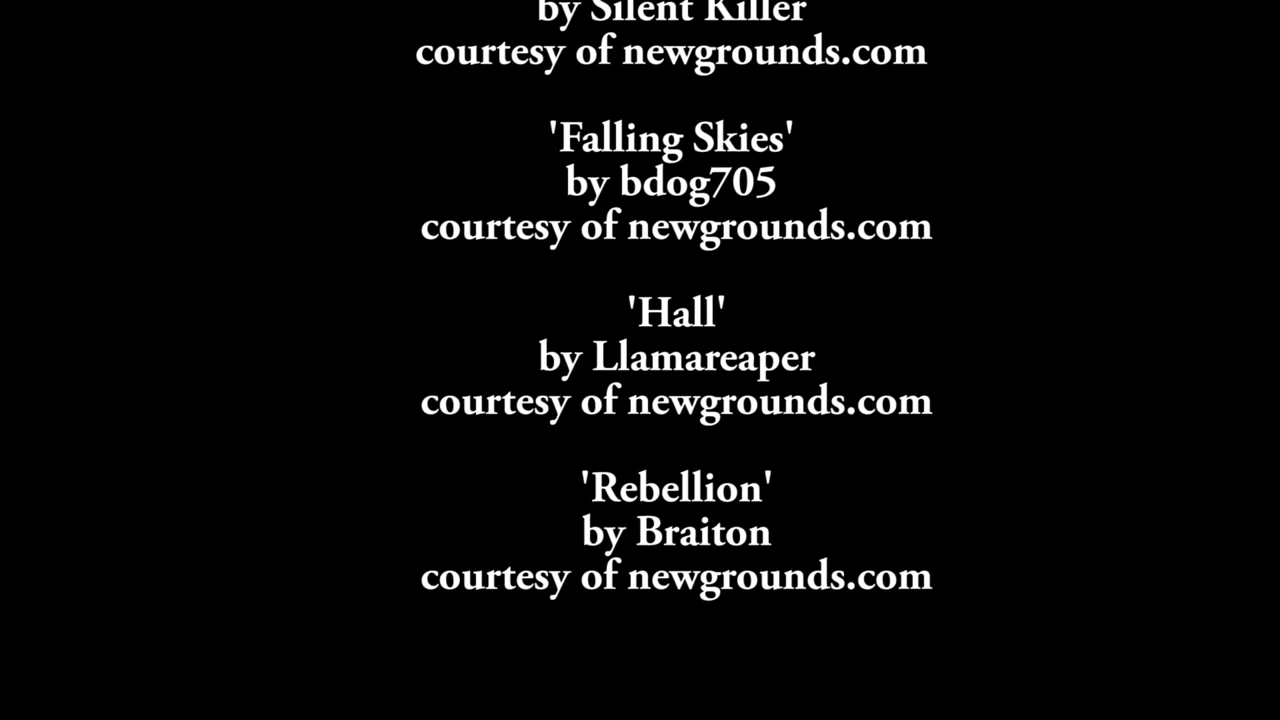 by Silent Killer
courtesy of newgrounds.com
'Falling Skies'
by bdog705
courtesy of newgrounds.com
'Hall'
by Llamareaper
courtesy of newgrounds.com
'Rebellion'
by Braiton
courtesy of newgrounds.com